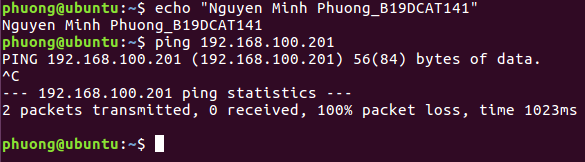 phuong@ubuntu:~$ echo "Nguyen Minh Phuong_B19DCAT141"
Nguyen Minh Phuong_B19DCAT141
phuong@ubuntu:~$ ping 192.168.100.201
PING 192.168.100.201 (192.168.100.201) 56(84) bytes of data.
^C
--- 192.168.100.201 ping statistics ---
2 packets transmitted, 0 received, 100% packet loss, time 1023ms
phuong@ubuntu:~$